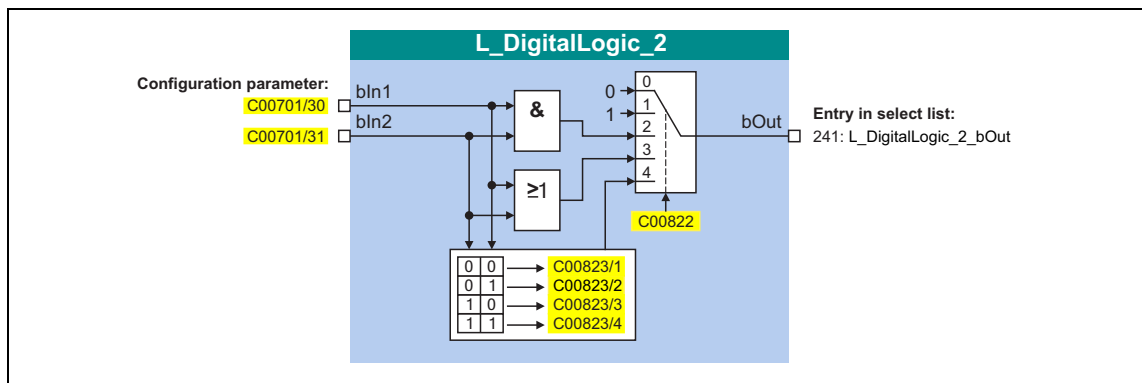 L_DigitalLogic_2
Configuration parameter:
C00701/30
bIn1
C00701/31
bIn2
&
≥1
0
0
1
1
2
3
4
C00822
bOut
Entry in select list:
241: L_DigitalLogic_2_bOut
0 0 C00823/1
0 1 C00823/2
1 0 C00823/3
1 1 C00823/4